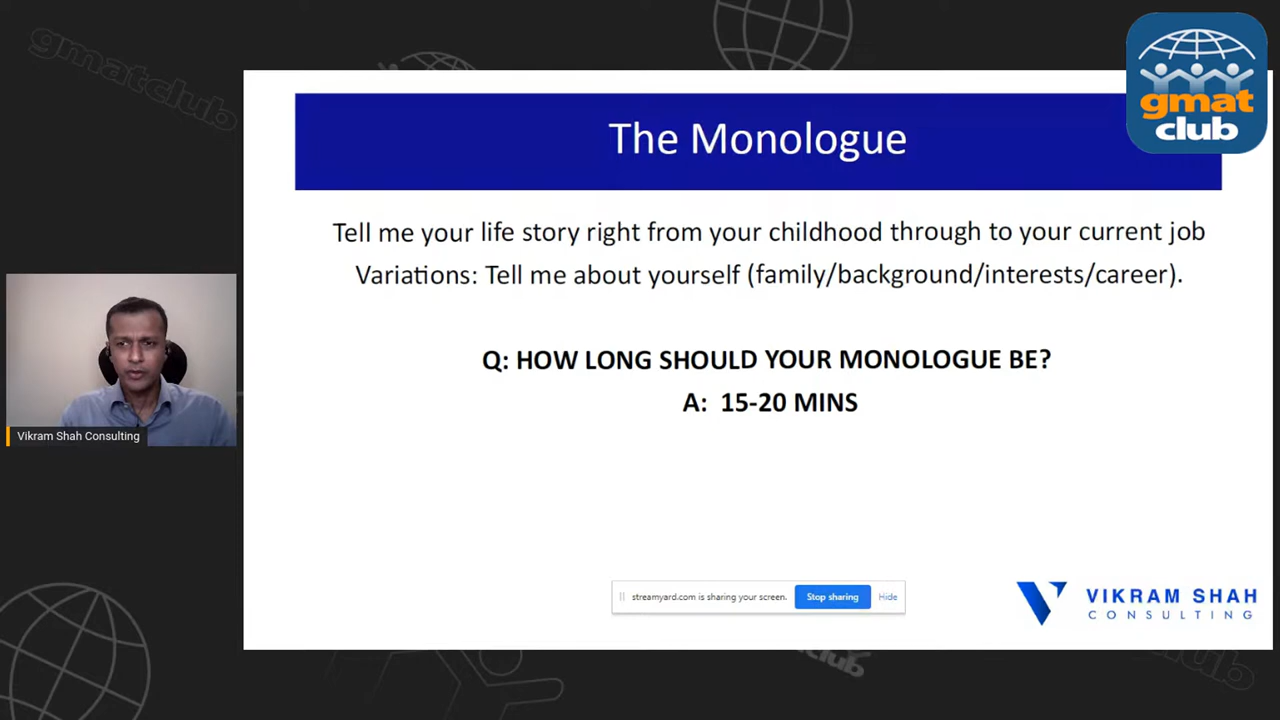 gmatclub
gmat
club
The Monologue
Tell me your life story right from your childhood through to your current job
Variations: Tell me about yourself (family/background/interests/career).
Q: HOW LONG SHOULD YOUR MONOLOGUE BE?
A: 15-20 MINS
Vikram Shah Consulting
streamyard.com is sharing your screen.
Stop sharing
Hide
VIKRAM SHAH
CONSULTING
club